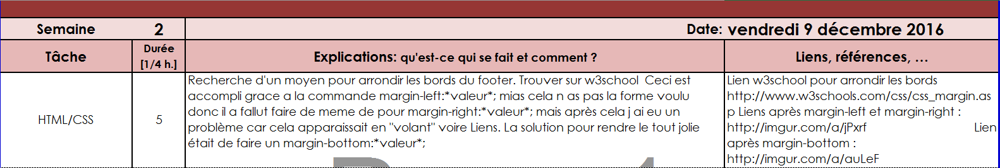 Semaine 2 Date: vendredi 9 décembre 2016
Tâche Durée [1/4 h.] Explications: qu'est-ce qui se fait et comment ? Liens, références, ...
HTML/CSS 5
Recherche d'un moyen pour arrondir les bords du footer. Trouver sur w3school Ceci est
accompli grace a la commande margin-left:*valeur*; mias cela n as pas la forme voulu
donc il a fallut faire de meme de pour margin-right:*valeur*; mais après cela j ai eu un
problème car cela apparaissait en "volant" voire Liens. La solution pour rendre le tout jolie
était de faire un margin-bottom:*valeur*;
Lien w3school pour arrondir les bords
http://www.w3schools.com/css/css_margin.as
p Liens après margin-left et margin-right :
http://imgur.com/a/jPxrf Lien
après margin-bottom :
http://imgur.com/a/auLeF